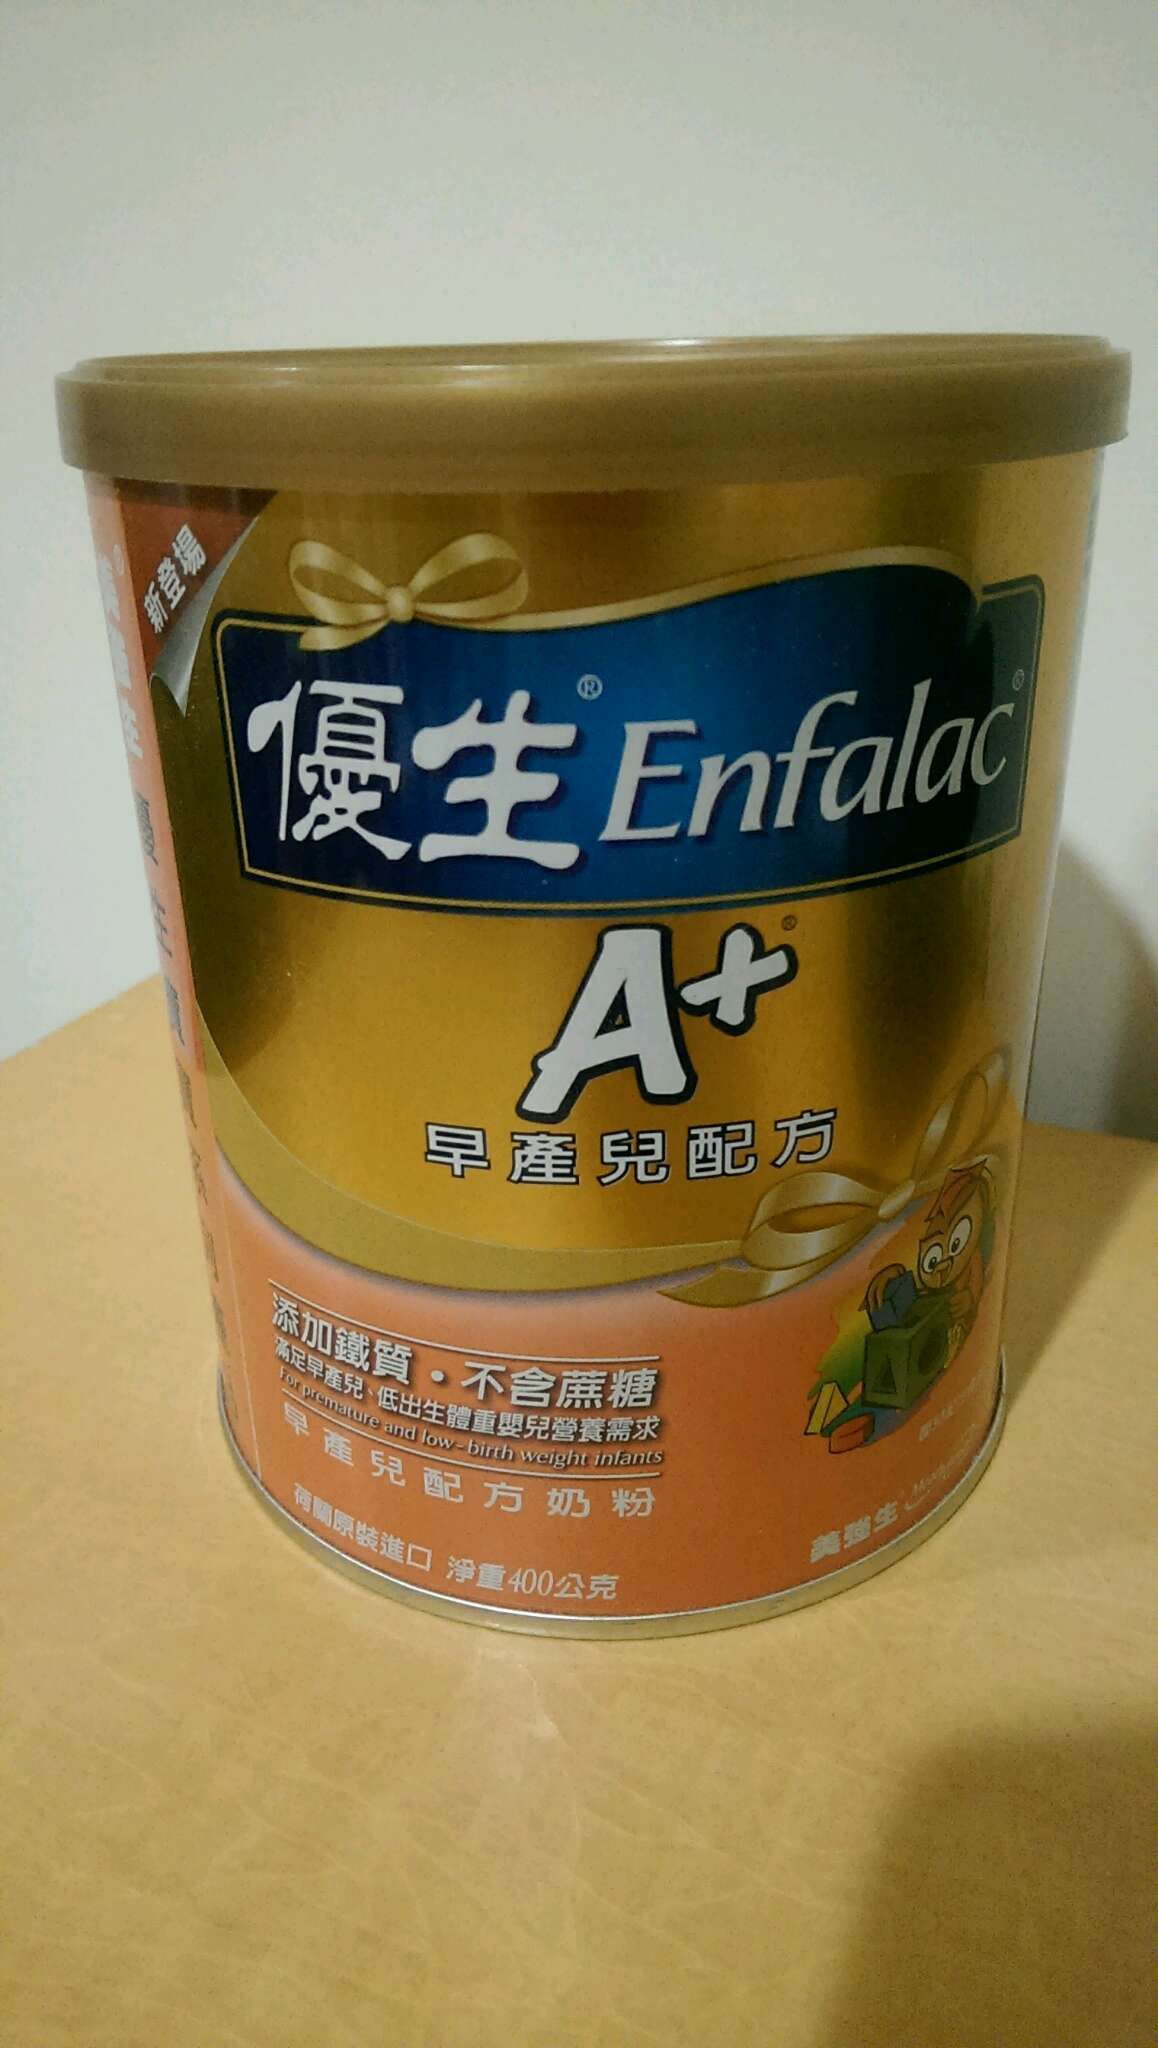 新登場
優生® Enfalac®
A+®
早產兒配方
添加鐵質・不含蔗糖
滿足早產兒、低出生體重嬰兒營養需求
For premature and low-birth weight infants
早產兒配方奶粉
荷蘭原裝進口 淨重400公克
美強生